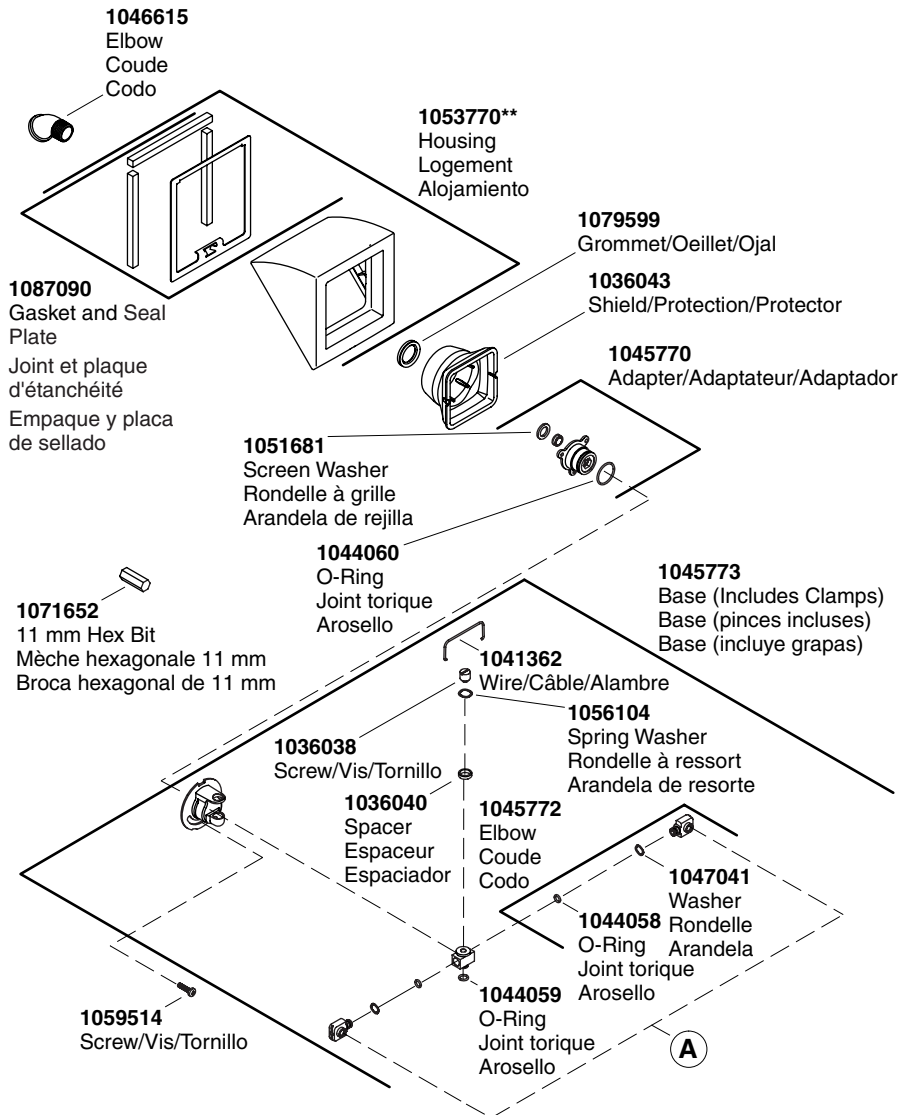 1046615
Elbow
Coude
Codo
1053770**
Housing
Logement
Alojamiento
1079599
Grommet/Oeillet/Ojal
1036043
Shield/Protection/Protector
1087090
Gasket and Seal
Plate
Joint et plaque
d'étanchéité
Empaque y placa
de sellado
1045770
Adapter/Adaptateur/Adaptador
1051681
Screen Washer
Rondelle à grille
Arandela de rejilla
1044060
O-Ring
Joint torique
Arosello
1071652
11 mm Hex Bit
Mèche hexagonale 11 mm
Broca hexagonal de 11 mm
1045773
Base (Includes Clamps)
Base (pinces incluses)
Base (incluye grapas)
1041362
Wire/Câble/Alambre
1056104
Spring Washer
Rondelle à ressort
Arandela de resorte
1036038
Screw/Vis/Tornillo
1036040
Spacer
Espaceur
Espaciador
1045772
Elbow
Coude
Codo
1047041
Washer
Rondelle
Arandela
1044058
O-Ring
Joint torique
Arosello
1044059
O-Ring
Joint torique
Arosello
1059514
Screw/Vis/Tornillo
A